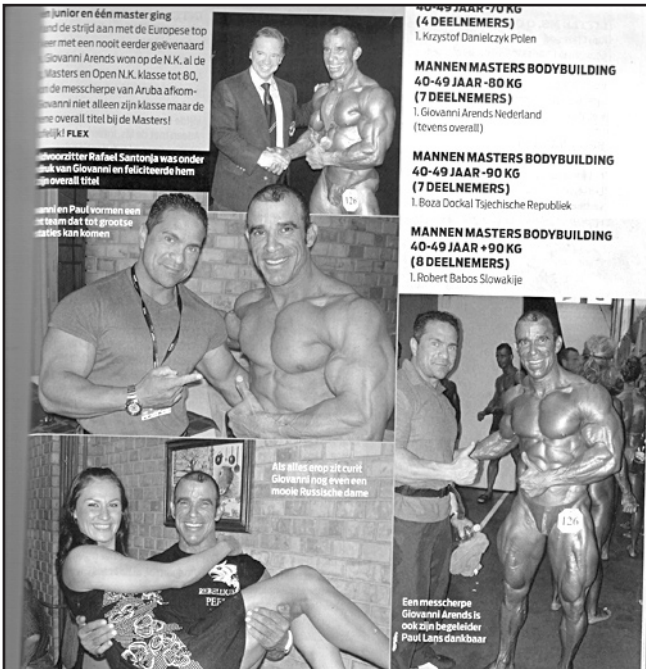 junior en één master ging
de strijd aan met de Europese top
met een nooit eerder geëvenaard
Giovanni Arends won op de N.K. al de
Masters en Open N.K. klasse tot 80,
de messcherpe van Aruba afkom-
Giovanni niet alleen zijn klasse maar de
overall titel bij de Masters!
FLEX
Rafael Santonja was onder
van Giovanni en feliciteerde hem
overall titel
en Paul vormen een
team dat tot grootse
kan komen
126
40-49 JAAR -70 KG
(4 DEELNEMERS)
1. Krzystof Danielczyk Polen
MANNEN MASTERS BODYBUILDING
40-49 JAAR -80 KG
(7 DEELNEMERS)
1. Giovanni Arends Nederland
(tevens overall)
MANNEN MASTERS BODYBUILDING
40-49 JAAR -90 KG
(7 DEELNEMERS)
1. Boza Dockal Tsjechische Republiek
MANNEN MASTERS BODYBUILDING
40-49 JAAR +90 KG
(8 DEELNEMERS)
1. Robert Babos Slowakije
Als alles erop zit curlt
Giovanni nog even een
mooie Russische dame
126
Een messcherpe
Giovanni Arends is
ook zijn begeleider
Paul Lans dankbaar